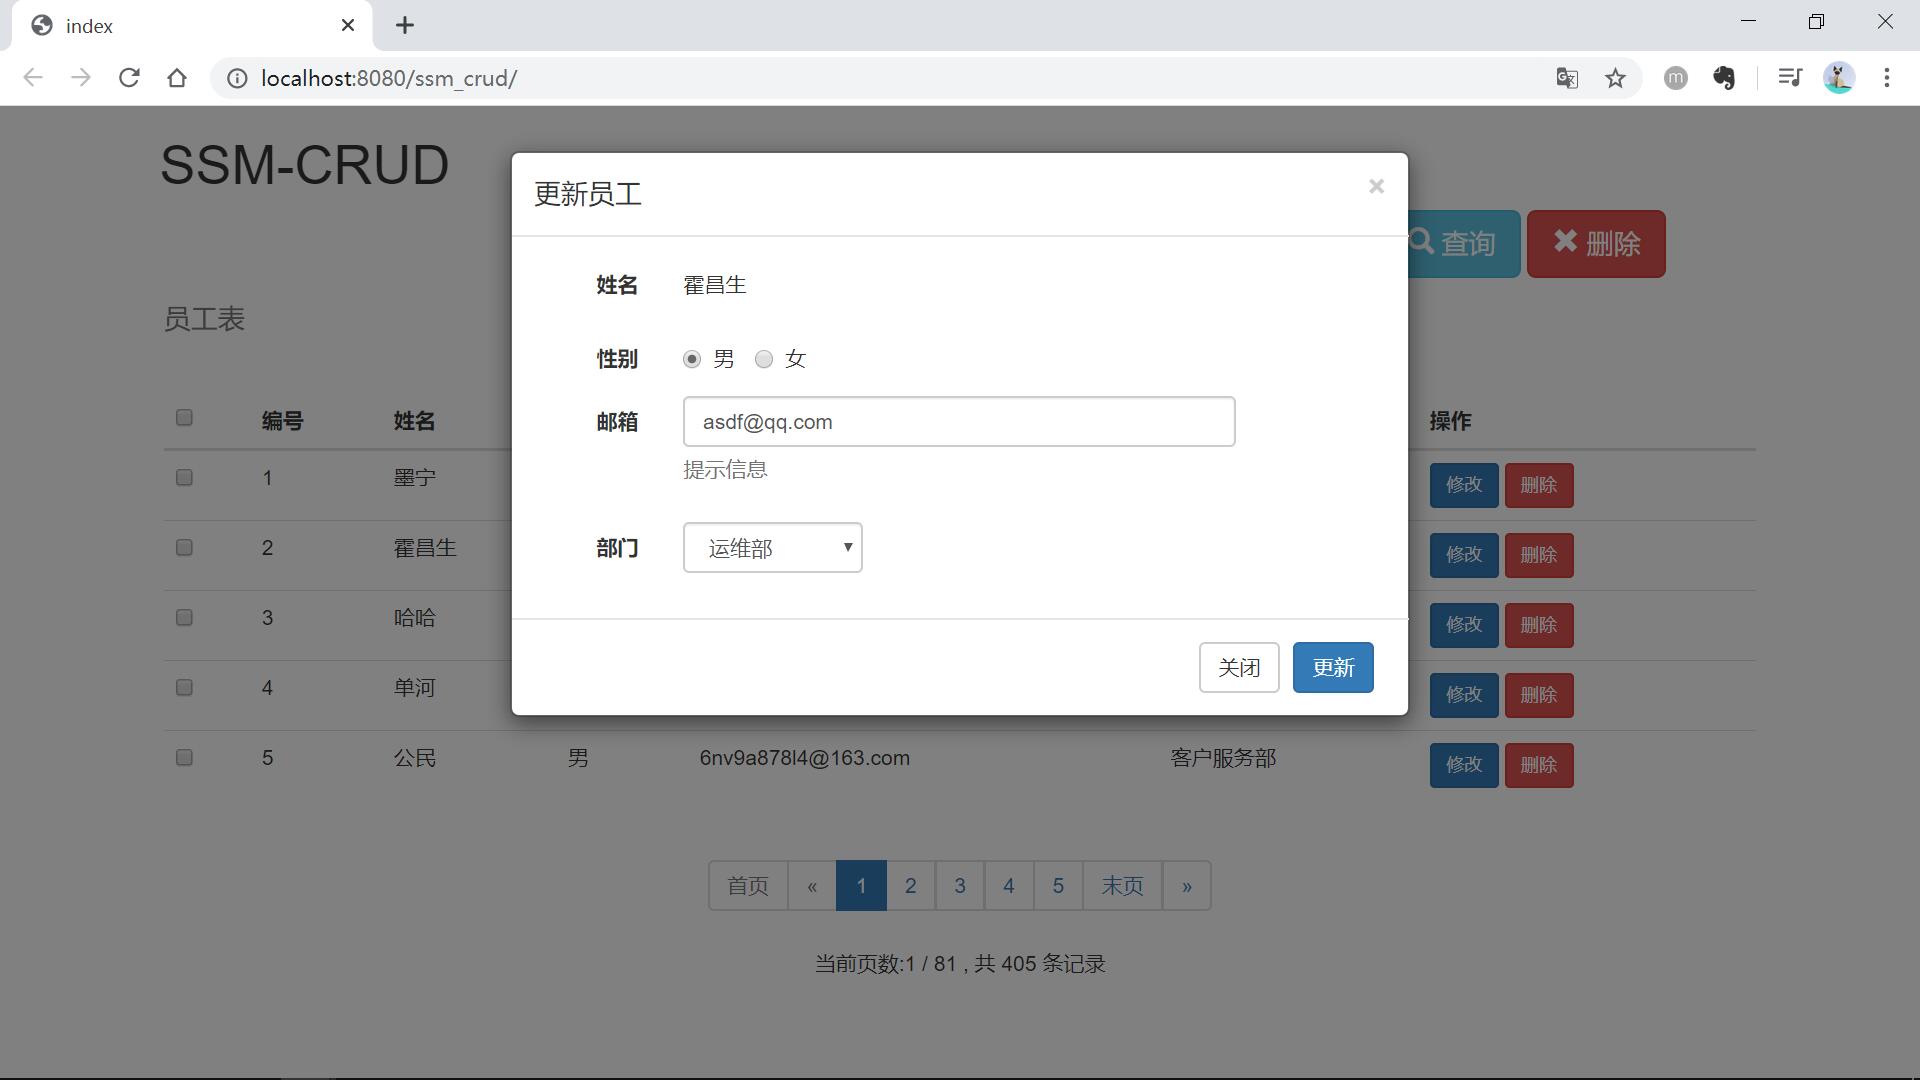 index
localhost:8080/ssm_crud/
SSM-CRUD
更新员工
×
查询 删除
员工表
姓名 霍昌生
性别 男 女
邮箱 asdf@qq.com
提示信息
部门 运维部
关闭 更新
编号 姓名 操作
1 墨宁 修改 删除
2 霍昌生 修改 删除
3 哈哈 修改 删除
4 单河 修改 删除
5 公民 男 6nv9a878l4@163.com 客户服务部 修改 删除
首页 « 1 2 3 4 5 末页 »
当前页数:1 / 81 , 共 405 条记录